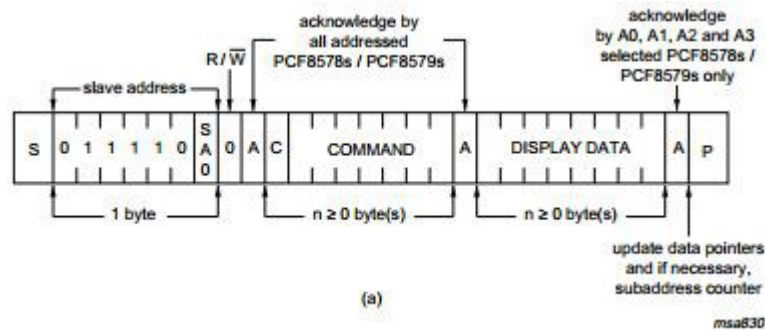 acknowledge by
all addressed
PCF8578s / PCF8579s
acknowledge
by A0, A1, A2 and A3
selected PCF8578s /
PCF8579s only
R / W
slave address
S 0 1 1 1 1 0 SA0 0 A C COMMAND A DISPLAY DATA A P
1 byte
n ≥ 0 byte(s)
n ≥ 0 byte(s)
update data pointers
and if necessary,
subaddress counter
(a)
msa830